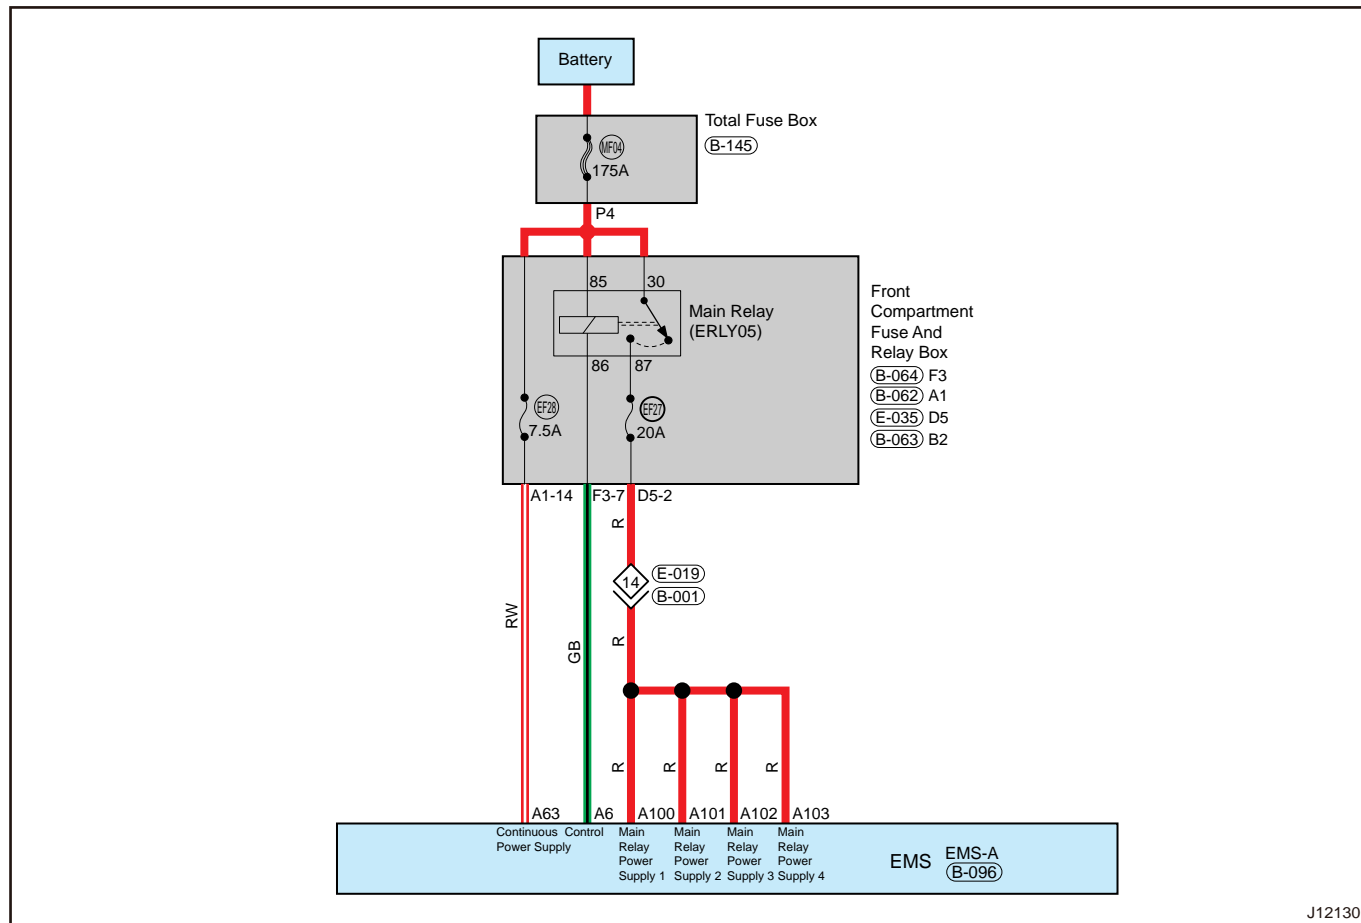 Battery
Total Fuse Box
B-145
MF04
175A
P4
85
30
Main Relay
(ERLY05)
86
87
Front
Compartment
Fuse And
Relay Box
B-064 F3
B-062 A1
E-035 D5
B-063 B2
EF28
7.5A
EF27
20A
A1-14
F3-7
D5-2
R
14
E-019
B-001
RW
GB
R
R
R
R
R
A63
A6
A100
A101
A102
A103
Continuous
Power Supply
Control
Main
Relay
Power
Supply 1
Main
Relay
Power
Supply 2
Main
Relay
Power
Supply 3
Main
Relay
Power
Supply 4
EMS
EMS-A
B-096
J12130